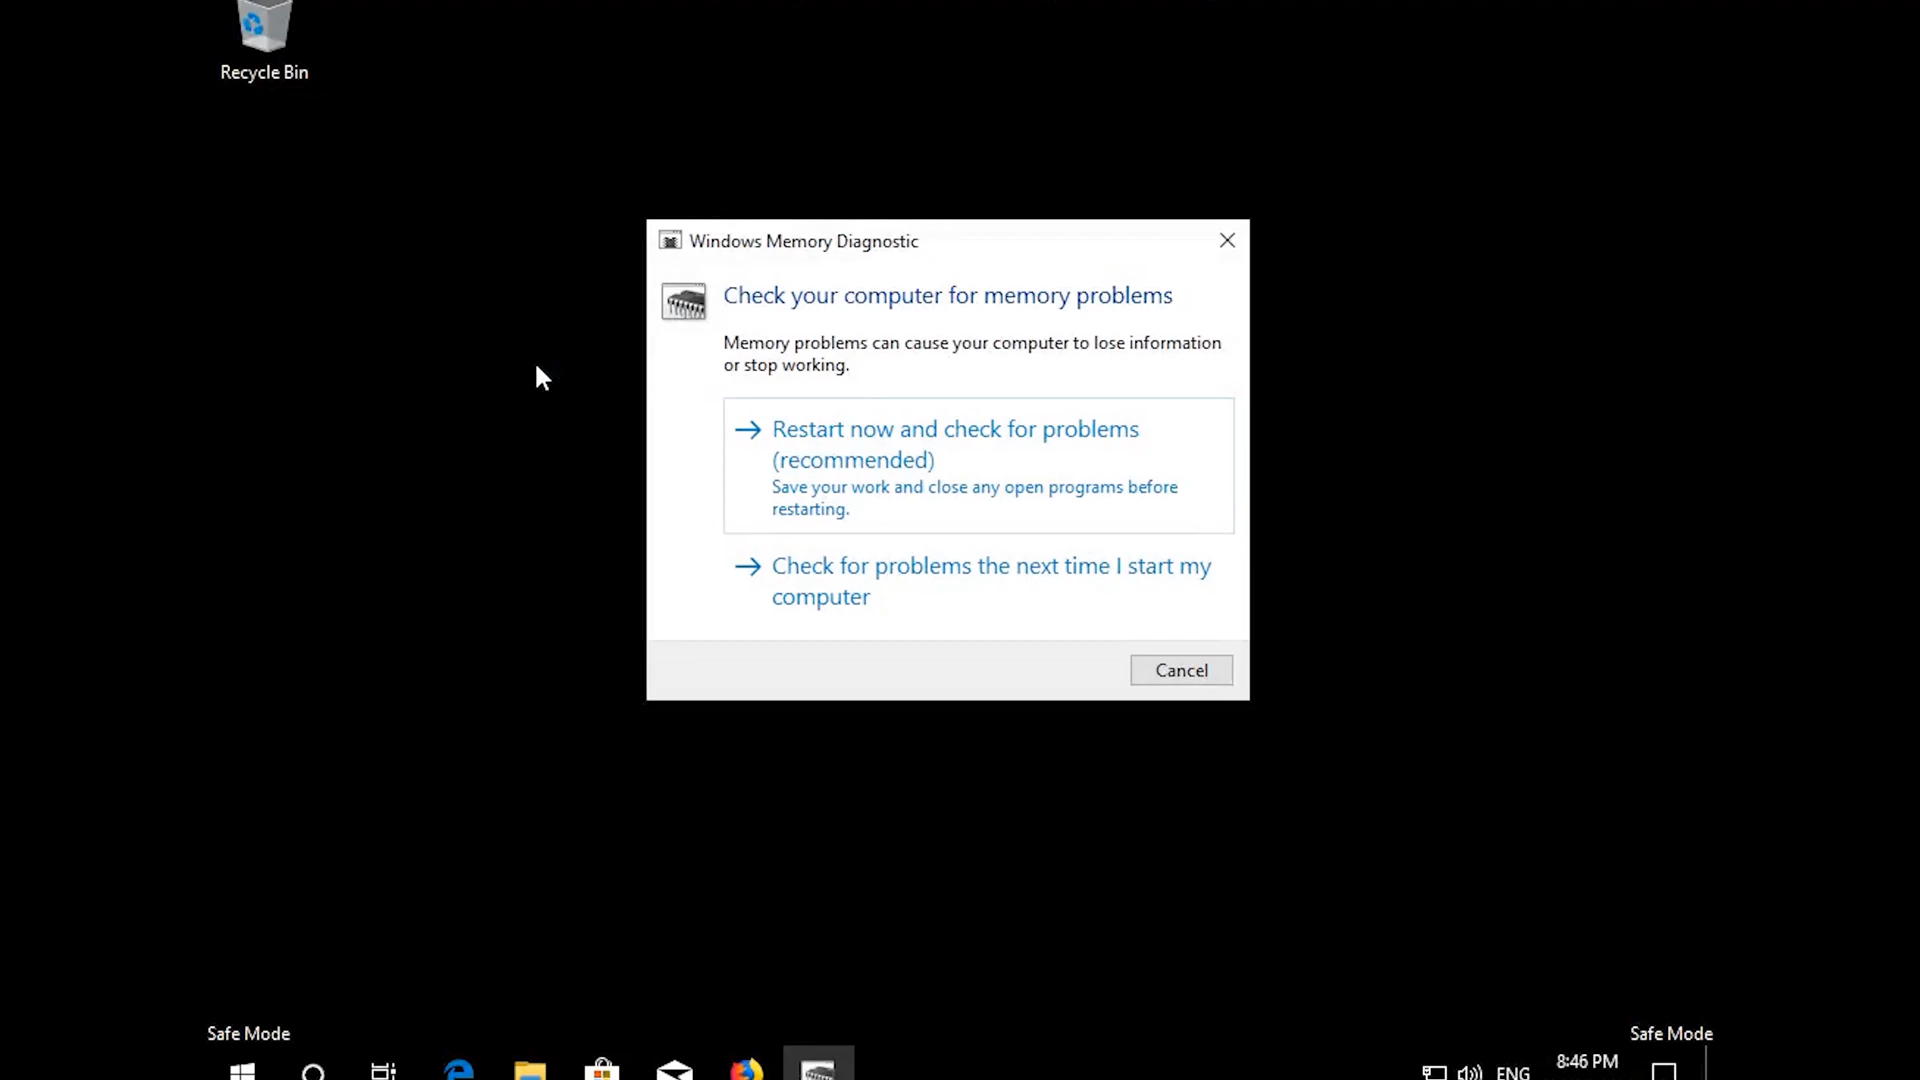 Recycle Bin
Windows Memory Diagnostic
Check your computer for memory problems
Memory problems can cause your computer to lose information
or stop working.
Restart now and check for problems
(recommended)
Save your work and close any open programs before
restarting.
Check for problems the next time I start my
computer
Cancel
Safe Mode
Safe Mode
8:46 PM
ENG